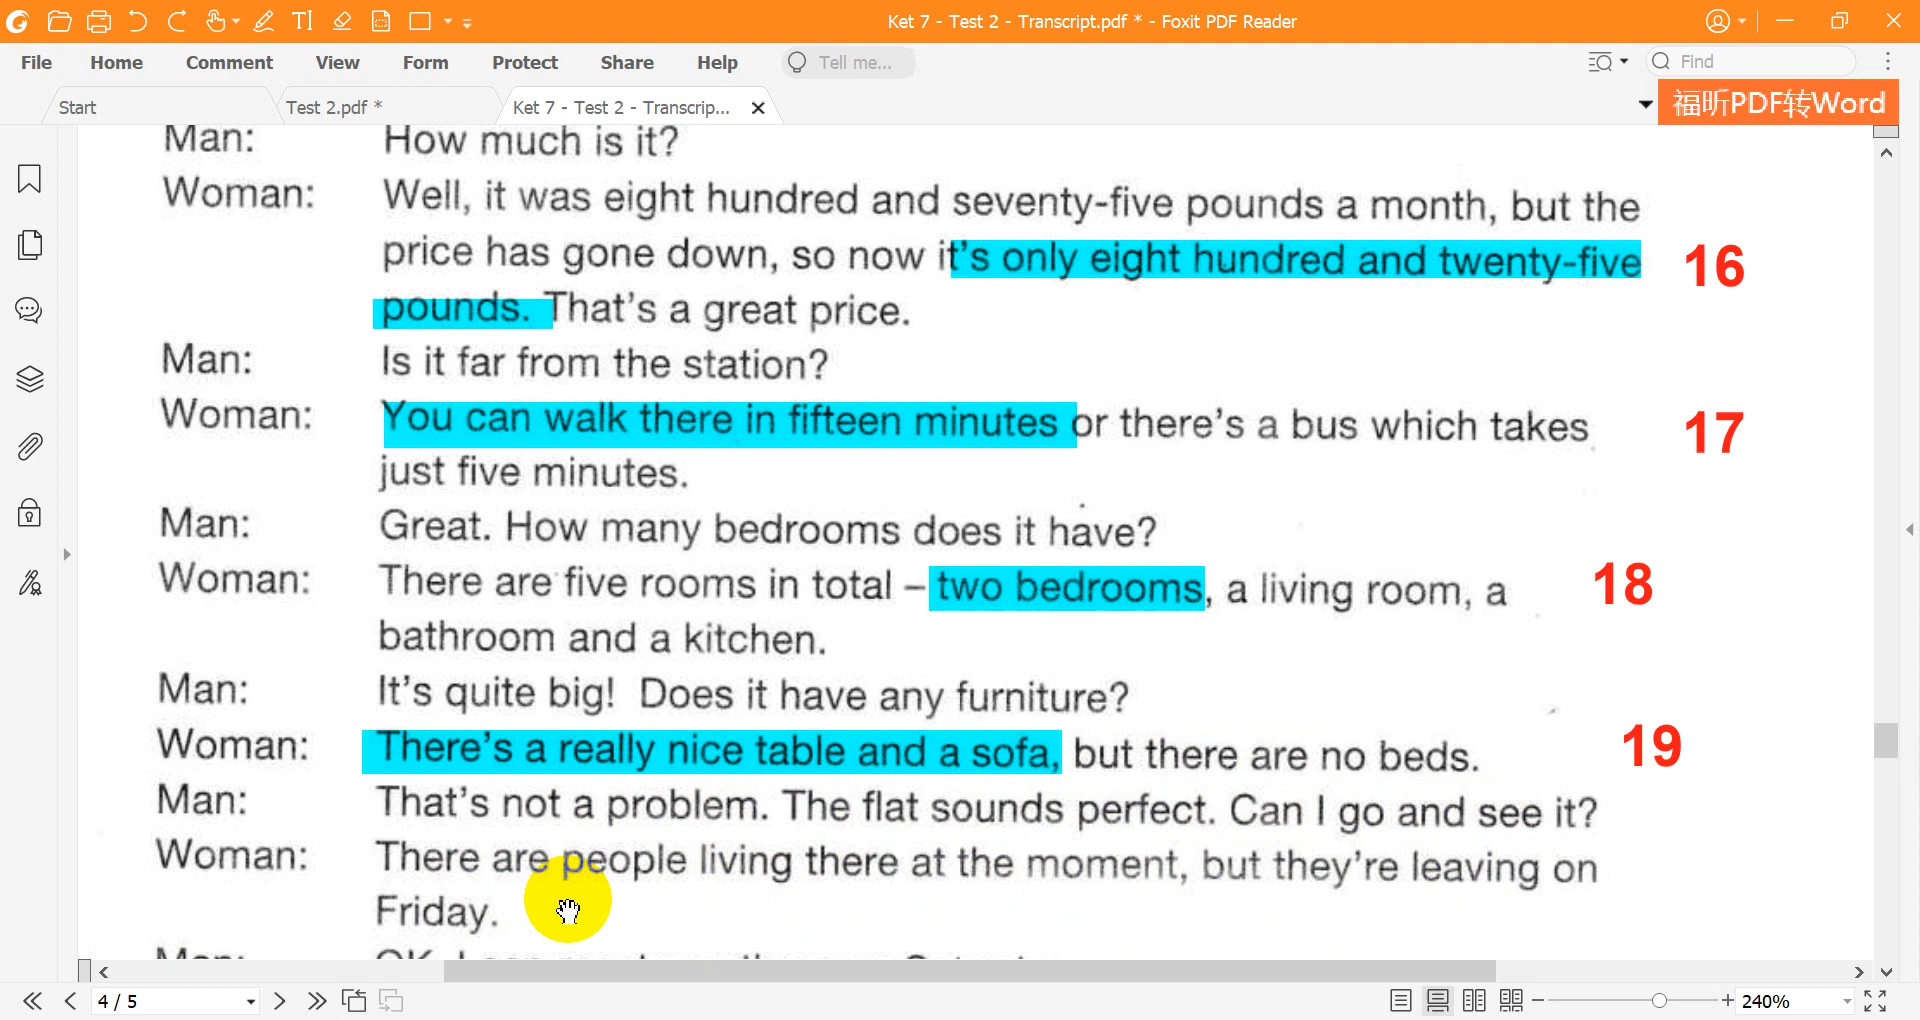 Ket 7 - Test 2 - Transcript.pdf * - Foxit PDF Reader
File Home Comment View Form Protect Share Help Tell me... Find
Start Test 2.pdf * Ket 7 - Test 2 - Transcrip... 福昕PDF转Word
Man: How much is it?
Woman: Well, it was eight hundred and seventy-five pounds a month, but the
price has gone down, so now it's only eight hundred and twenty-five 16
pounds. That's a great price.
Man: Is it far from the station?
Woman: You can walk there in fifteen minutes or there's a bus which takes 17
just five minutes.
Man: Great. How many bedrooms does it have?
Woman: There are five rooms in total – two bedrooms, a living room, a 18
bathroom and a kitchen.
Man: It's quite big! Does it have any furniture?
Woman: There's a really nice table and a sofa, but there are no beds. 19
Man: That's not a problem. The flat sounds perfect. Can I go and see it?
Woman: There are people living there at the moment, but they're leaving on
Friday.
4 / 5 240%